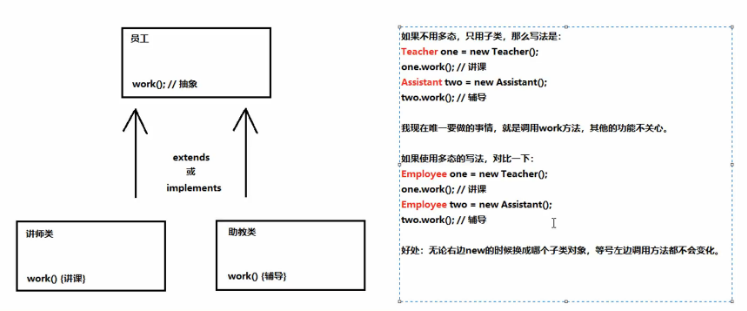 员工
work(); // 抽象
extends
或
implements
讲师类
work() {讲课}
助教类
work() {辅导}
如果不用多态，只用子类，那么写法是：
Teacher one = new Teacher();
one.work(); // 讲课
Assistant two = new Assistant();
two.work(); // 辅导
我现在唯一要做的事情，就是调用work方法，其他的功能不关心。
如果使用多态的写法，对比一下：
Employee one = new Teacher();
one.work(); // 讲课
Employee two = new Assistant();
two.work(); // 辅导
好处：无论右边new的时候换成哪个子类对象，等号左边调用方法都不会变化。